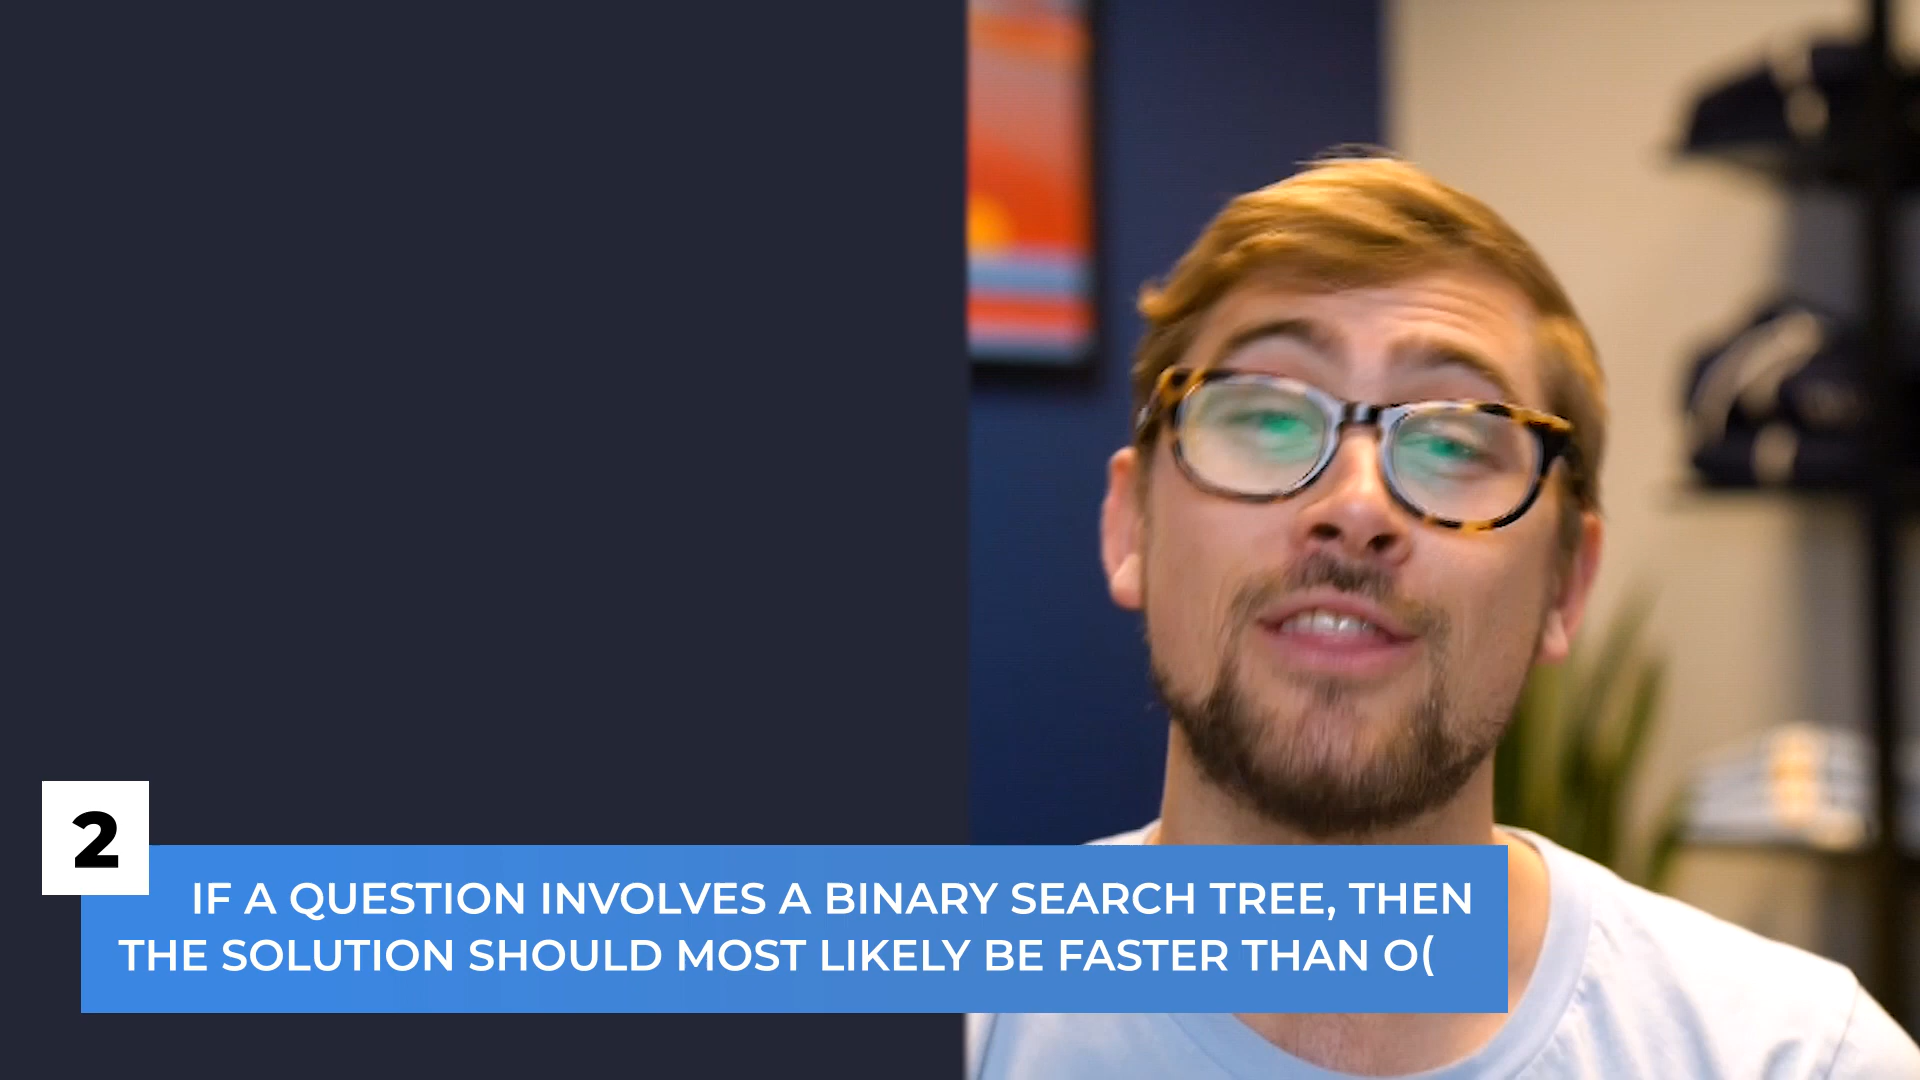 2
IF A QUESTION INVOLVES A BINARY SEARCH TREE, THEN
THE SOLUTION SHOULD MOST LIKELY BE FASTER THAN O(